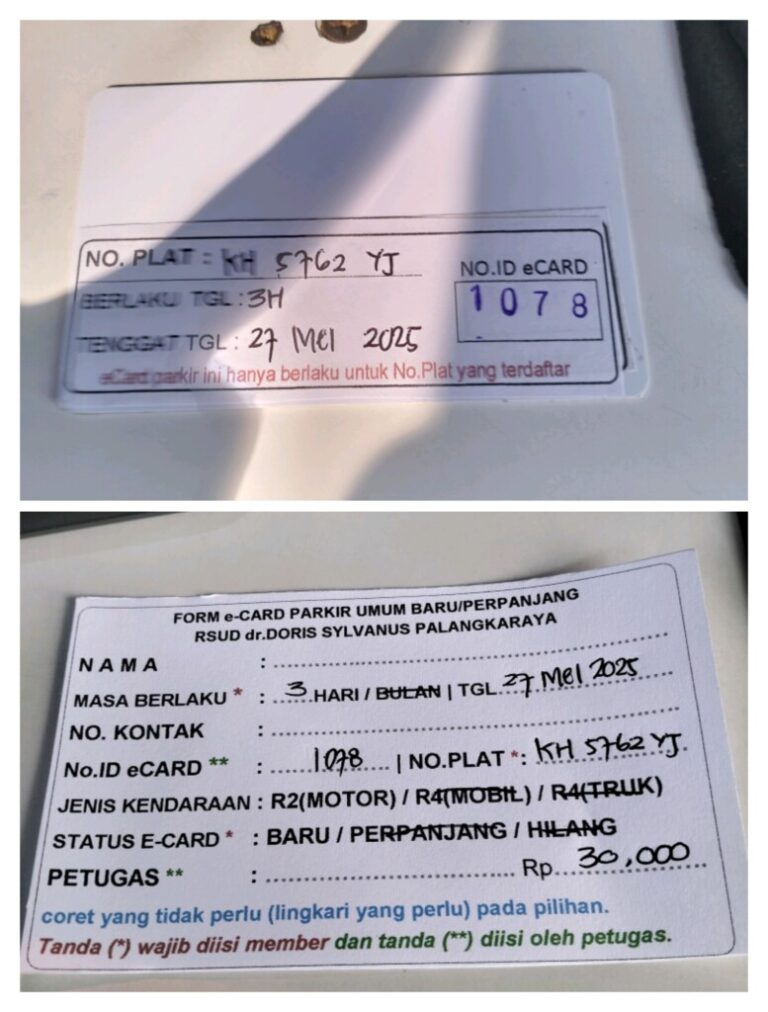 NO. PLAT : KH 5762 YJ
NO.ID eCARD
BERLAKU TGL : 3H
1078
TENGGAT TGL : 27 MEI 2025
eCard parkir ini hanya berlaku untuk No.Plat yang terdaftar
FORM e-CARD PARKIR UMUM BARU/PERPANJANG
RSUD dr.DORIS SYLVANUS PALANGKARAYA
NAMA :
MASA BERLAKU * : 3 HARI / BULAN | TGL 27 MEI 2025
NO. KONTAK :
No.ID eCARD ** : 1078 | NO.PLAT * : KH 5762 YJ.
JENIS KENDARAAN : R2(MOTOR) / R4(MOBIL) / R4(TRUK)
STATUS E-CARD * : BARU / PERPANJANG / HILANG
PETUGAS ** : Rp. 30,000
coret yang tidak perlu (lingkari yang perlu) pada pilihan.
Tanda (*) wajib diisi member dan tanda (**) diisi oleh petugas.